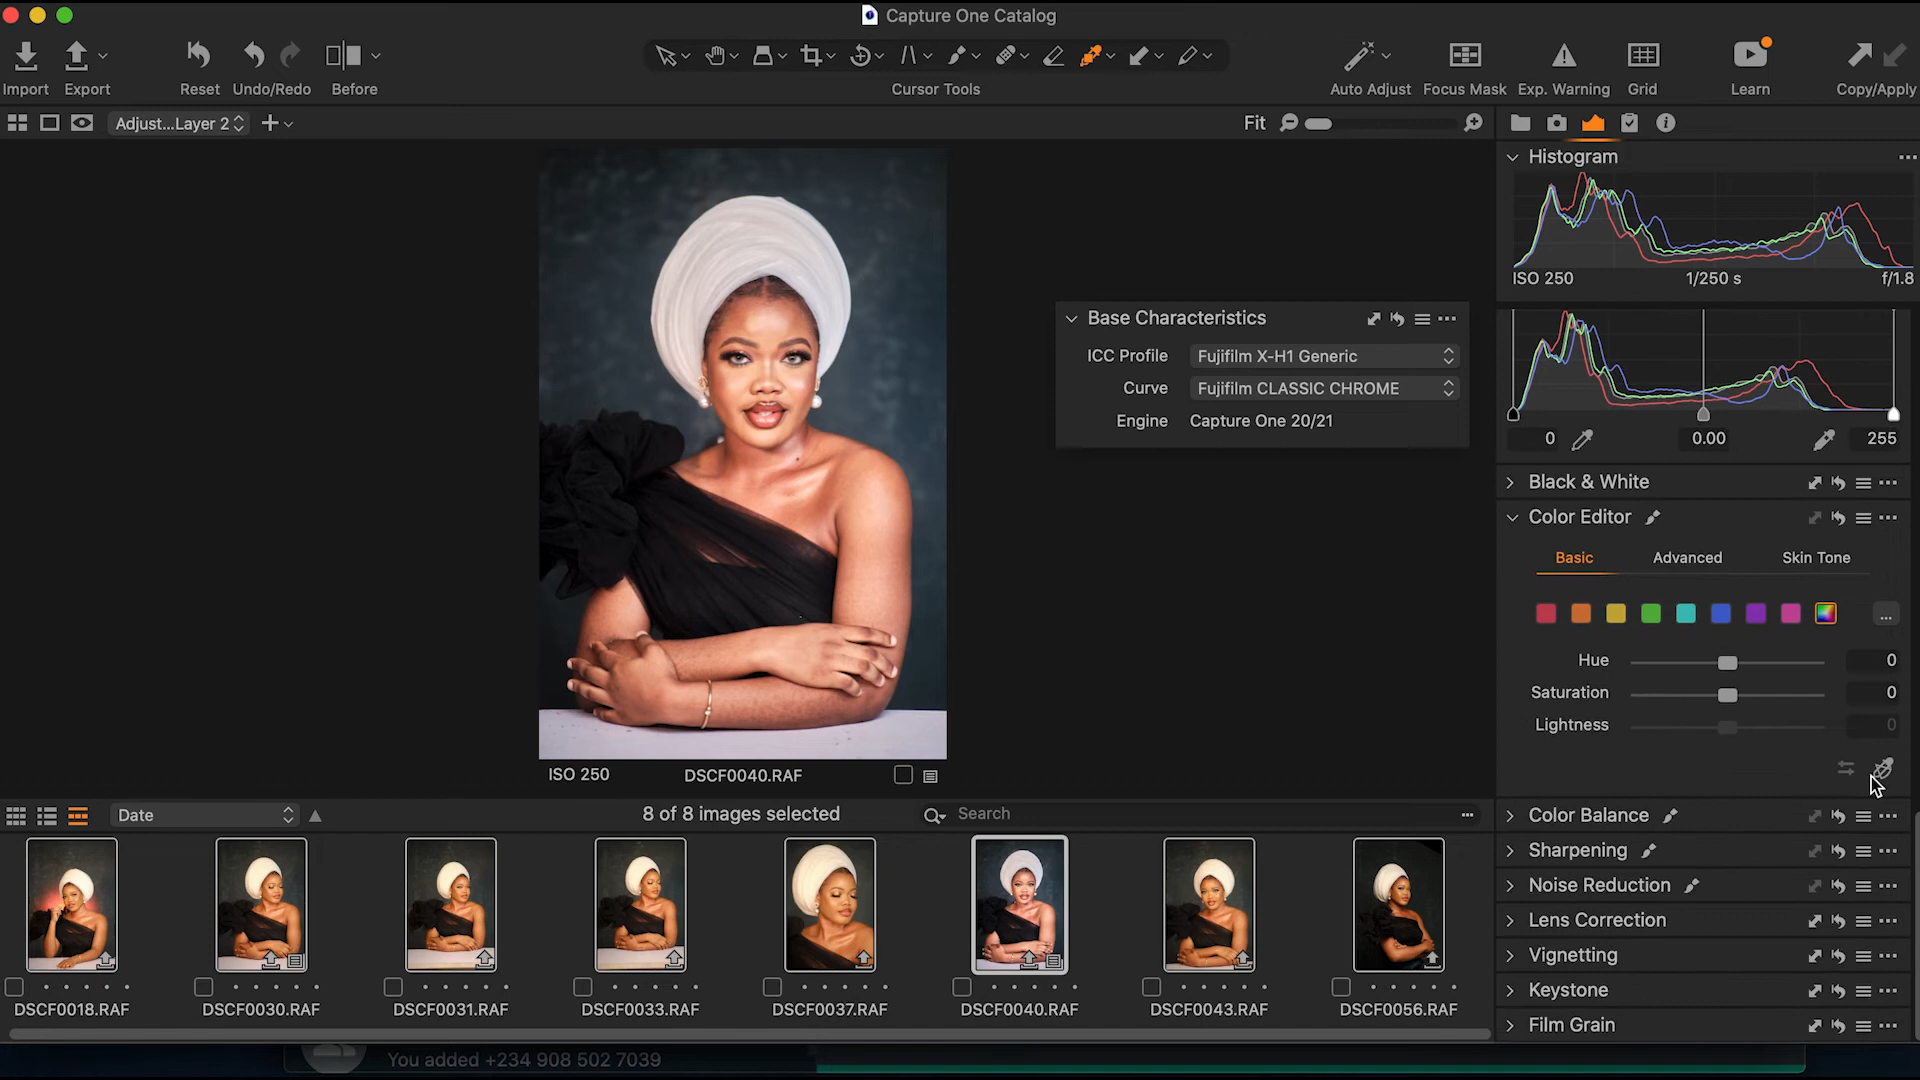 Capture One Catalog
Import
Export
Reset
Undo/Redo
Before
Cursor Tools
Auto Adjust
Focus Mask
Exp. Warning
Grid
Learn
Copy/Apply
Adjust...Layer 2
Fit
Histogram
ISO 250
1/250 s
f/1.8
Base Characteristics
ICC Profile
Fujifilm X-H1 Generic
Curve
Fujifilm CLASSIC CHROME
Engine
Capture One 20/21
0
0.00
255
Black & White
Color Editor
Basic
Advanced
Skin Tone
Hue
0
Saturation
0
Lightness
0
ISO 250
DSCF0040.RAF
Date
8 of 8 images selected
Search
Color Balance
Sharpening
Noise Reduction
Lens Correction
Vignetting
Keystone
Film Grain
DSCF0018.RAF
DSCF0030.RAF
DSCF0031.RAF
DSCF0033.RAF
DSCF0037.RAF
DSCF0040.RAF
DSCF0043.RAF
DSCF0056.RAF
You added +234 908 502 7039